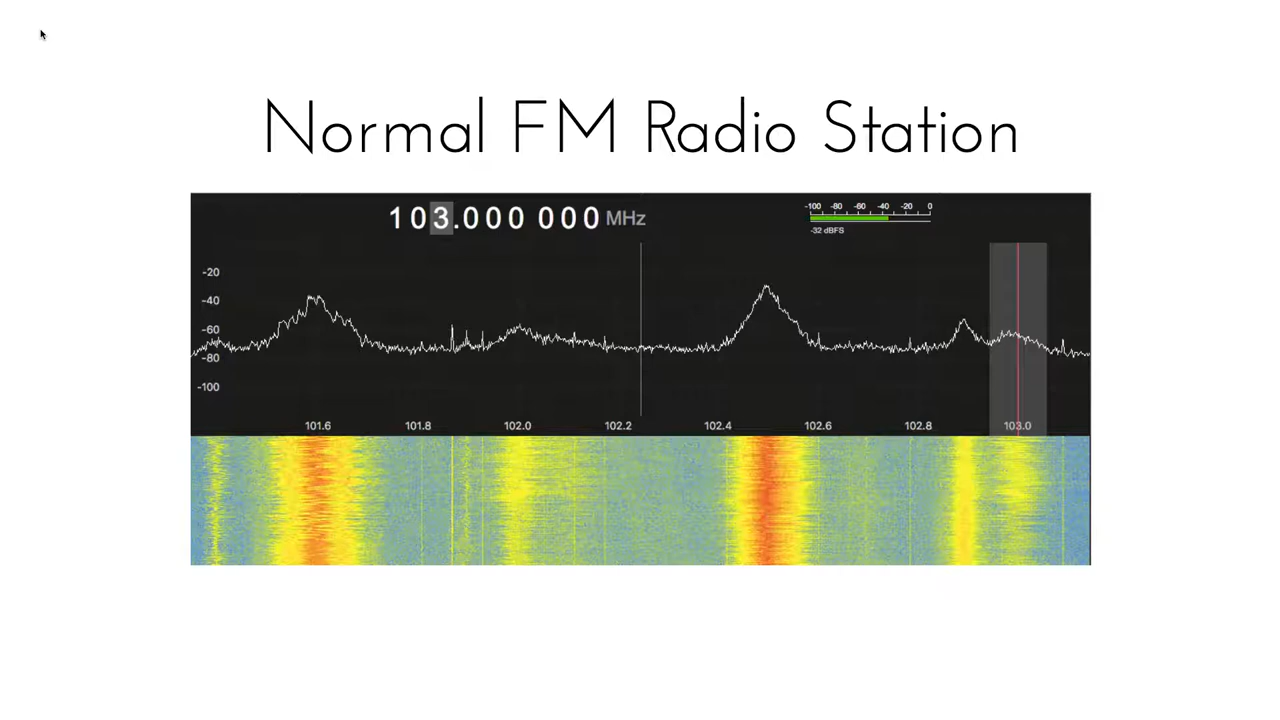 Normal FM Radio Station
103.000 000 MHz
-100 -80 -60 -40 -20 0
-32 dBFS
-20
-40
-60
-80
-100
101.6 101.8 102.0 102.2 102.4 102.6 102.8 103.0